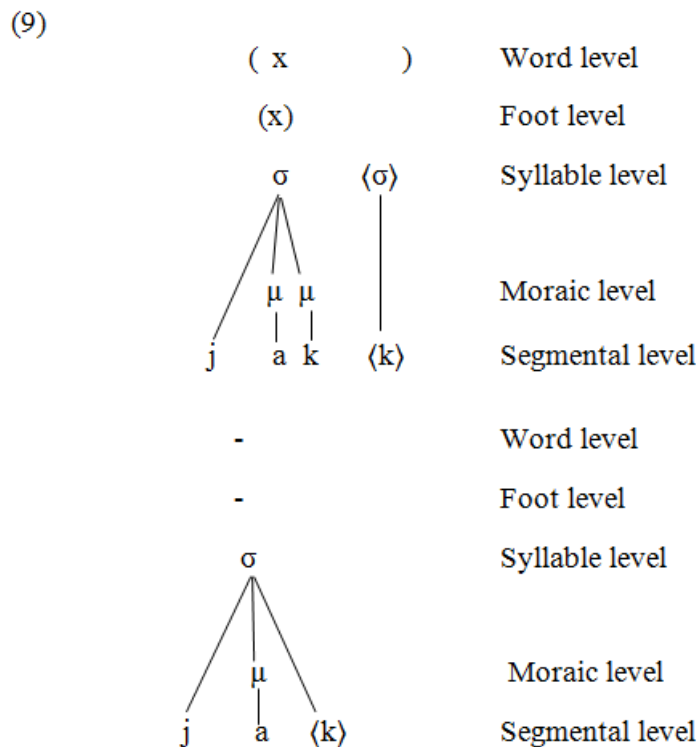 (9)
( x ) Word level
(x) Foot level
σ ⟨σ⟩ Syllable level
μ μ Moraic level
j a k ⟨k⟩ Segmental level
- Word level
- Foot level
σ Syllable level
μ Moraic level
j a ⟨k⟩ Segmental level